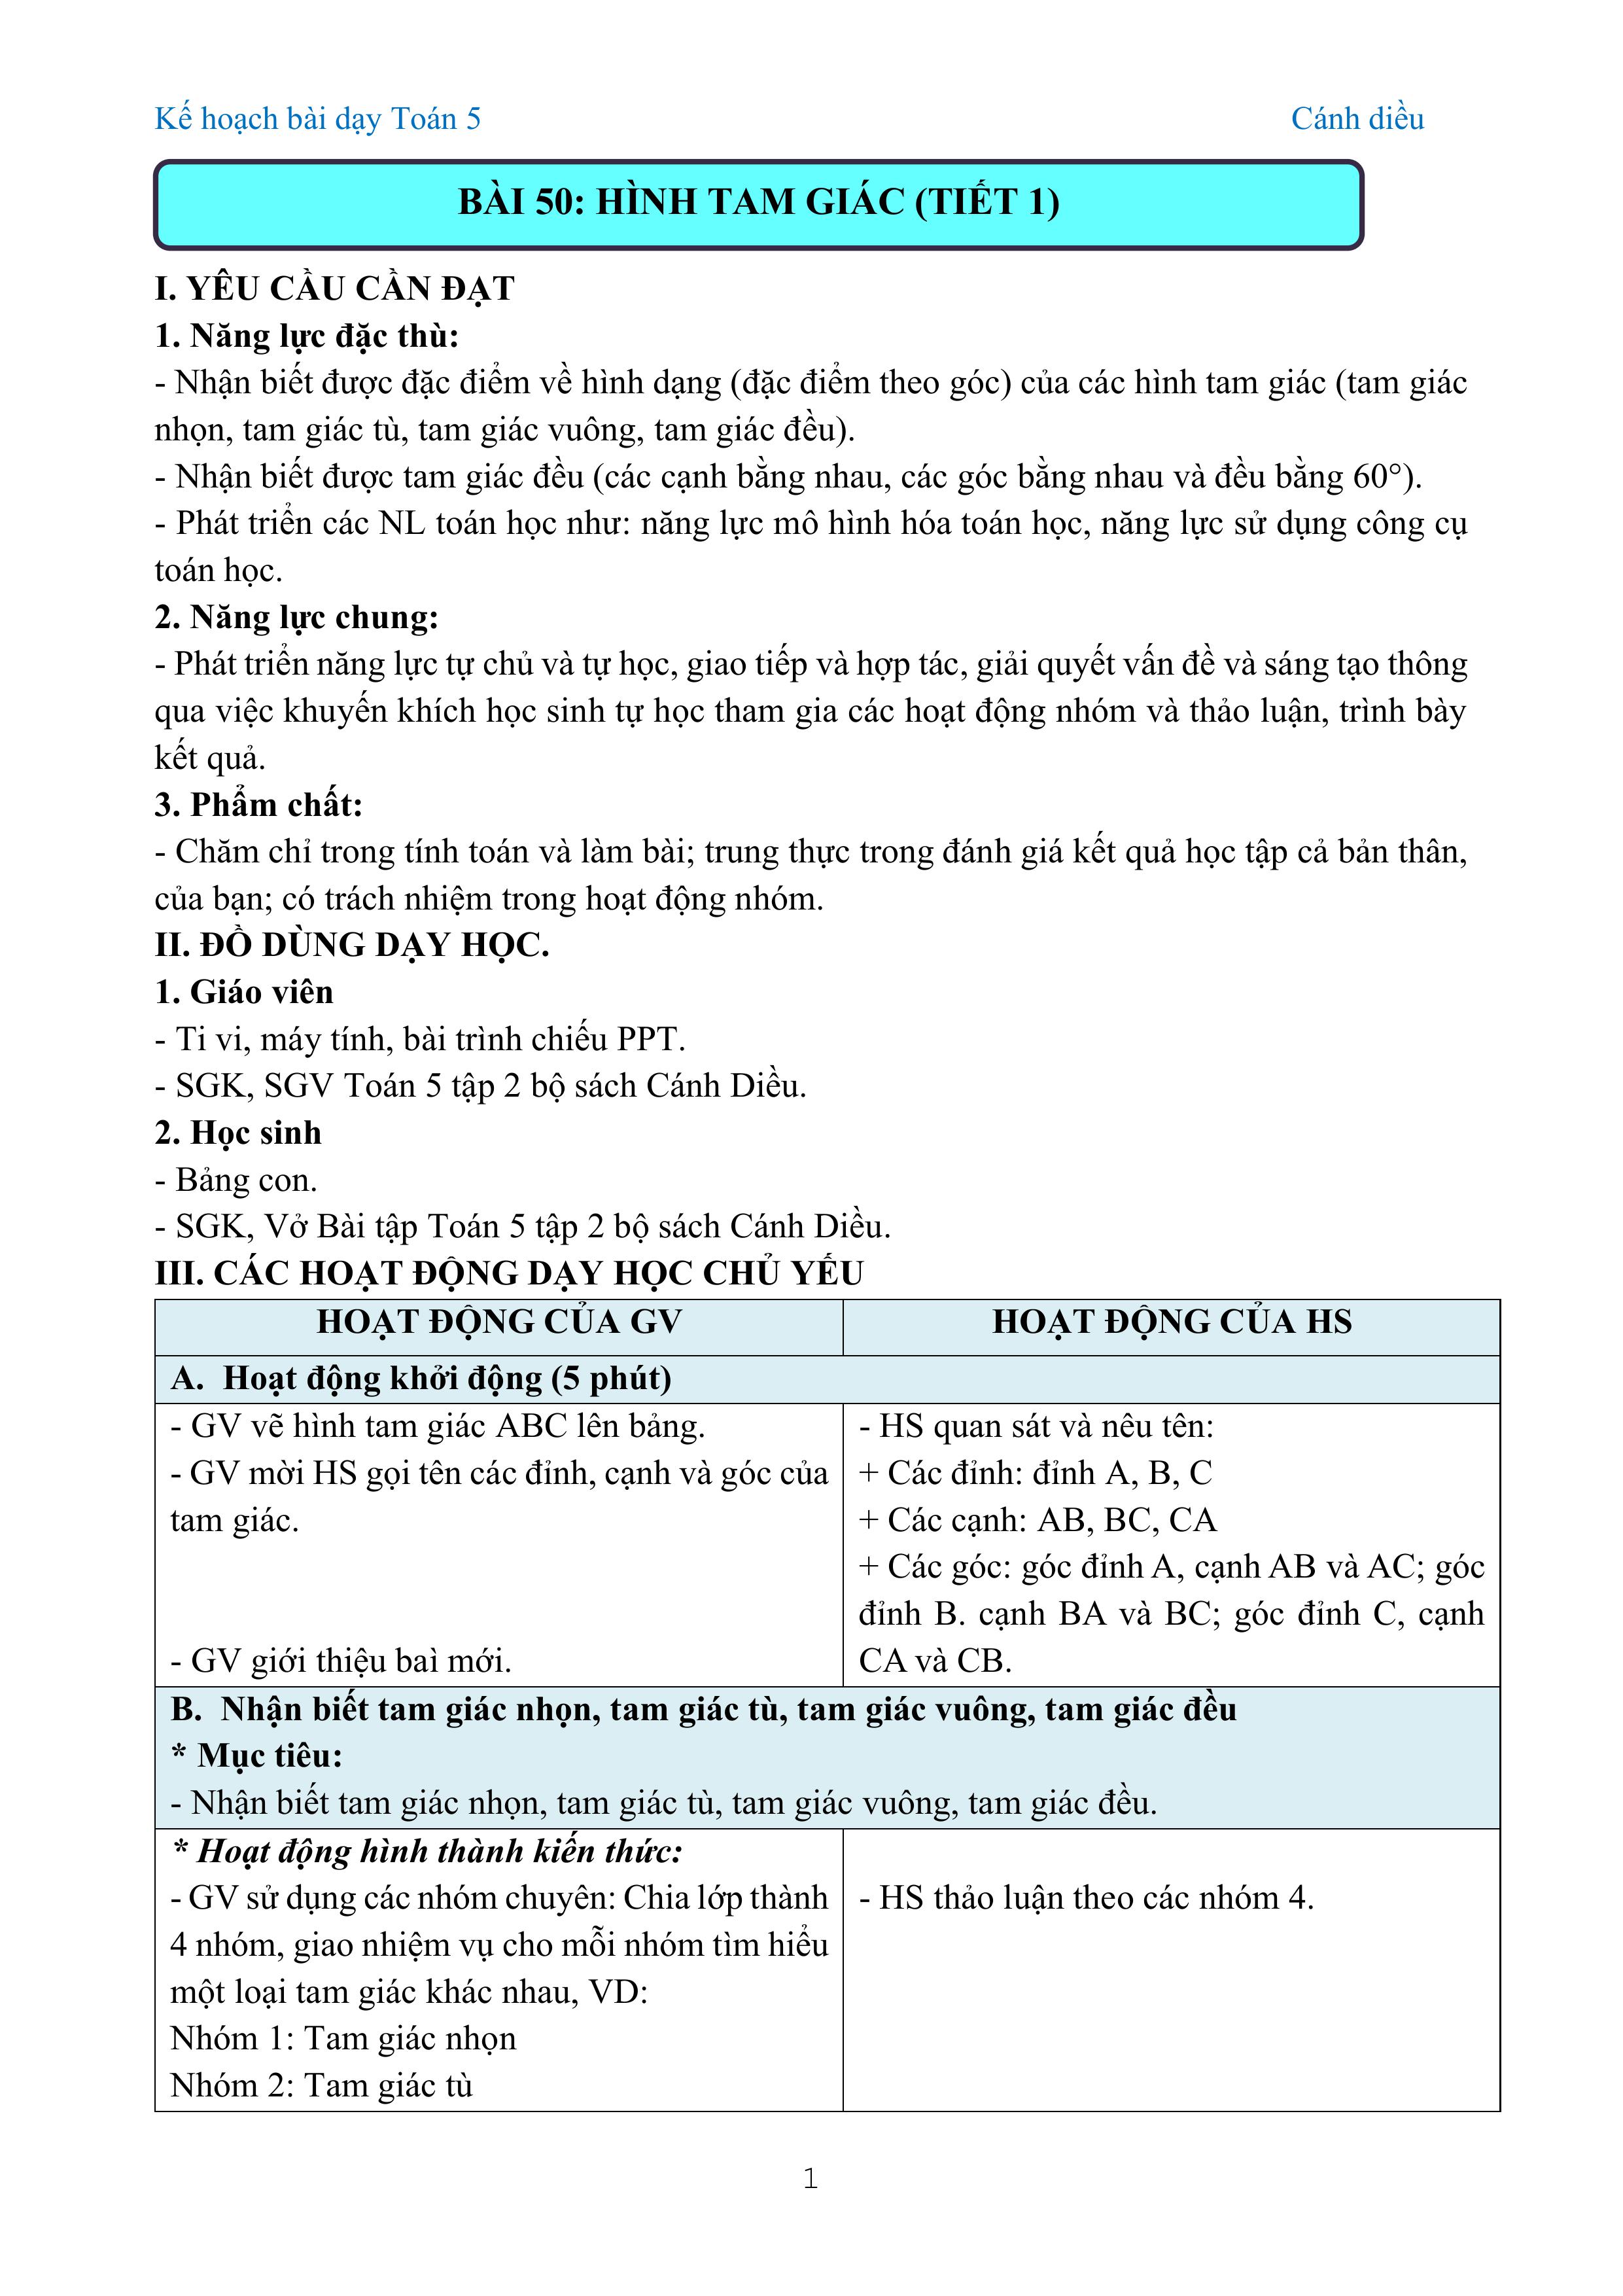 Kế hoạch bài dạy Toán 5 Cánh diều
BÀI 50: HÌNH TAM GIÁC (TIẾT 1)
I. YÊU CẦU CẦN ĐẠT
1. Năng lực đặc thù:
- Nhận biết được đặc điểm về hình dạng (đặc điểm theo góc) của các hình tam giác (tam giác
nhọn, tam giác tù, tam giác vuông, tam giác đều).
- Nhận biết được tam giác đều (các cạnh bằng nhau, các góc bằng nhau và đều bằng 60°).
- Phát triển các NL toán học như: năng lực mô hình hóa toán học, năng lực sử dụng công cụ
toán học.
2. Năng lực chung:
- Phát triển năng lực tự chủ và tự học, giao tiếp và hợp tác, giải quyết vấn đề và sáng tạo thông
qua việc khuyến khích học sinh tự học tham gia các hoạt động nhóm và thảo luận, trình bày
kết quả.
3. Phẩm chất:
- Chăm chỉ trong tính toán và làm bài; trung thực trong đánh giá kết quả học tập cả bản thân,
của bạn; có trách nhiệm trong hoạt động nhóm.
II. ĐỒ DÙNG DẠY HỌC.
1. Giáo viên
- Ti vi, máy tính, bài trình chiếu PPT.
- SGK, SGV Toán 5 tập 2 bộ sách Cánh Diều.
2. Học sinh
- Bảng con.
- SGK, Vở Bài tập Toán 5 tập 2 bộ sách Cánh Diều.
III. CÁC HOẠT ĐỘNG DẠY HỌC CHỦ YẾU
HOẠT ĐỘNG CỦA GV
HOẠT ĐỘNG CỦA HS
A. Hoạt động khởi động (5 phút)
- GV vẽ hình tam giác ABC lên bảng.
- GV mời HS gọi tên các đỉnh, cạnh và góc của
tam giác.
- GV giới thiệu baì mới.
- HS quan sát và nêu tên:
+ Các đỉnh: đỉnh A, B, C
+ Các cạnh: AB, BC, CA
+ Các góc: góc đỉnh A, cạnh AB và AC; góc
đỉnh B. cạnh BA và BC; góc đỉnh C, cạnh
CA và CB.
B. Nhận biết tam giác nhọn, tam giác tù, tam giác vuông, tam giác đều
* Mục tiêu:
- Nhận biết tam giác nhọn, tam giác tù, tam giác vuông, tam giác đều.
* Hoạt động hình thành kiến thức:
- GV sử dụng các nhóm chuyên: Chia lớp thành
4 nhóm, giao nhiệm vụ cho mỗi nhóm tìm hiểu
một loại tam giác khác nhau, VD:
Nhóm 1: Tam giác nhọn
Nhóm 2: Tam giác tù
- HS thảo luận theo các nhóm 4.
1